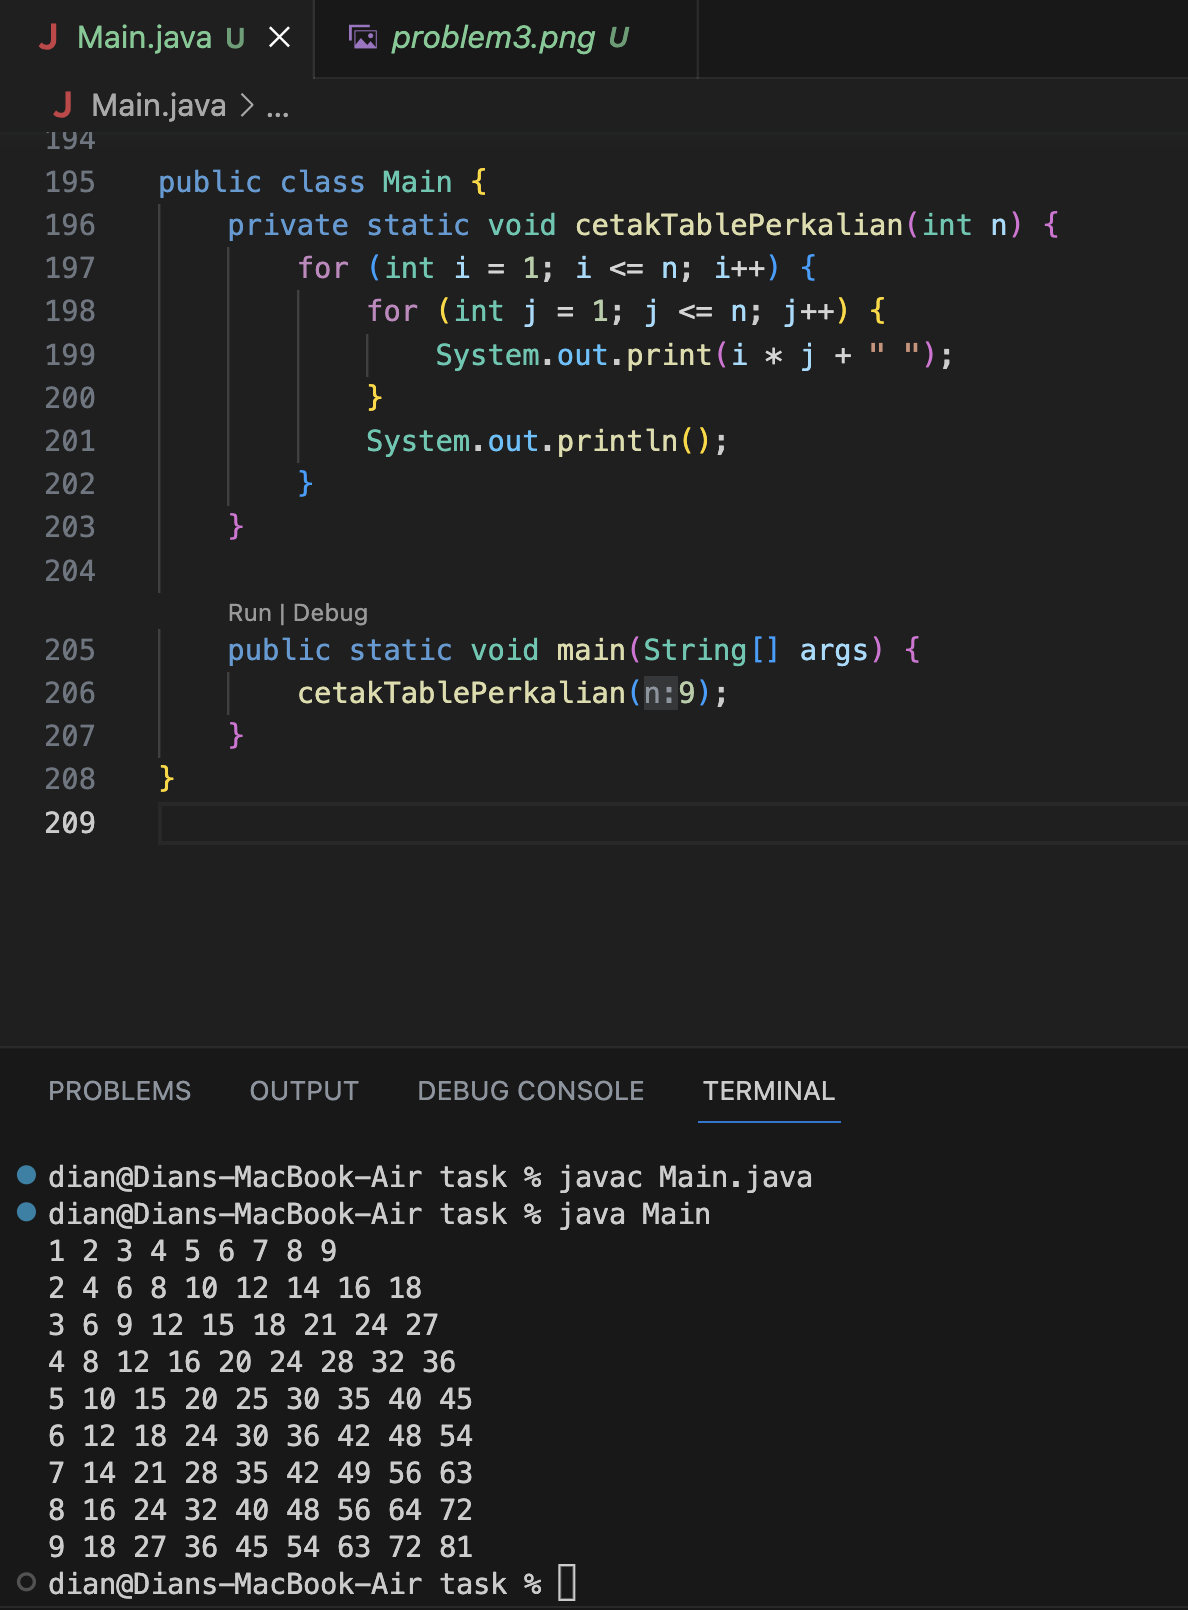 Main.java U
problem3.png U
Main.java > ...
194
195 public class Main {
196 private static void cetakTablePerkalian(int n) {
197 for (int i = 1; i <= n; i++) {
198 for (int j = 1; j <= n; j++) {
199 System.out.print(i * j + " ");
200 }
201 System.out.println();
202 }
203 }
204
Run | Debug
205 public static void main(String[] args) {
206 cetakTablePerkalian(n:9);
207 }
208 }
209
PROBLEMS OUTPUT DEBUG CONSOLE TERMINAL
dian@Dians-MacBook-Air task % javac Main.java
dian@Dians-MacBook-Air task % java Main
1 2 3 4 5 6 7 8 9
2 4 6 8 10 12 14 16 18
3 6 9 12 15 18 21 24 27
4 8 12 16 20 24 28 32 36
5 10 15 20 25 30 35 40 45
6 12 18 24 30 36 42 48 54
7 14 21 28 35 42 49 56 63
8 16 24 32 40 48 56 64 72
9 18 27 36 45 54 63 72 81
dian@Dians-MacBook-Air task %